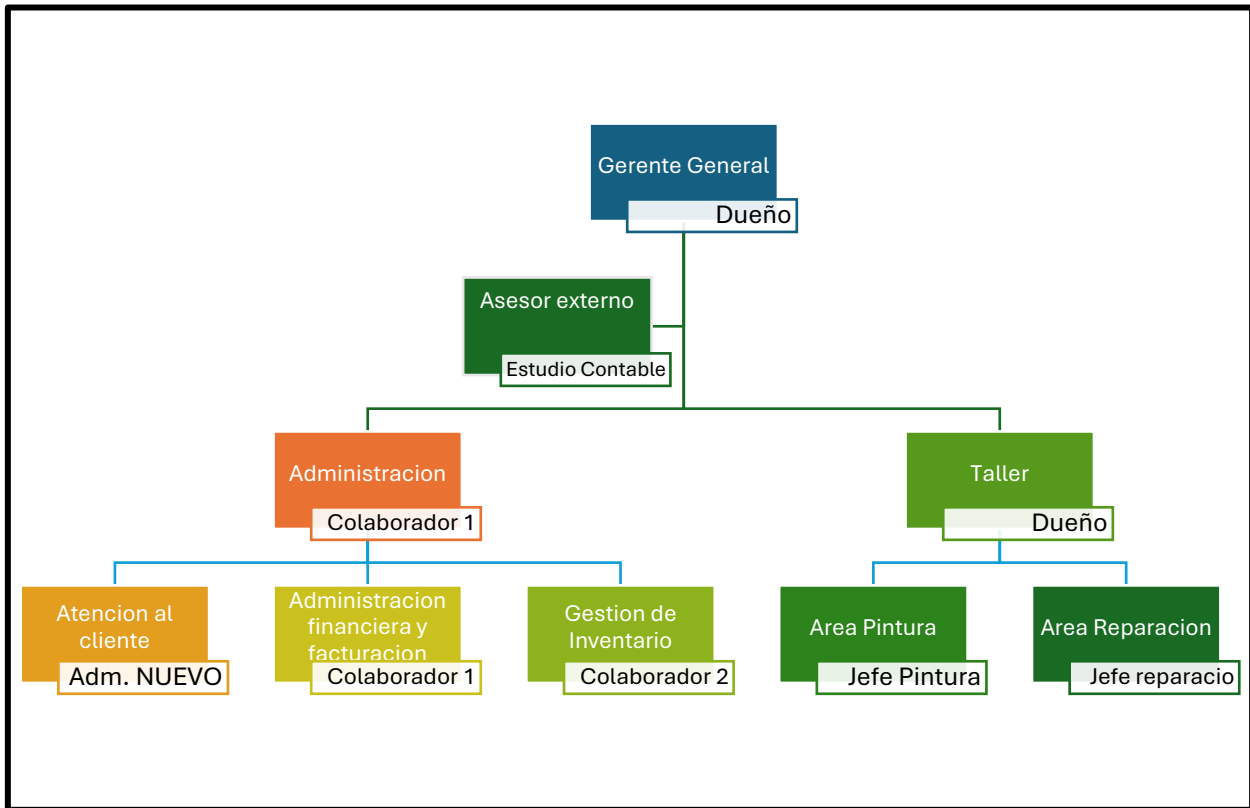 Gerente General
Dueño
Asesor externo
Estudio Contable
Administracion
Colaborador 1
Taller
Dueño
Atencion al
cliente
Adm. NUEVO
Administracion
financiera y
facturacion
Colaborador 1
Gestion de
Inventario
Colaborador 2
Area Pintura
Jefe Pintura
Area Reparacion
Jefe reparacio